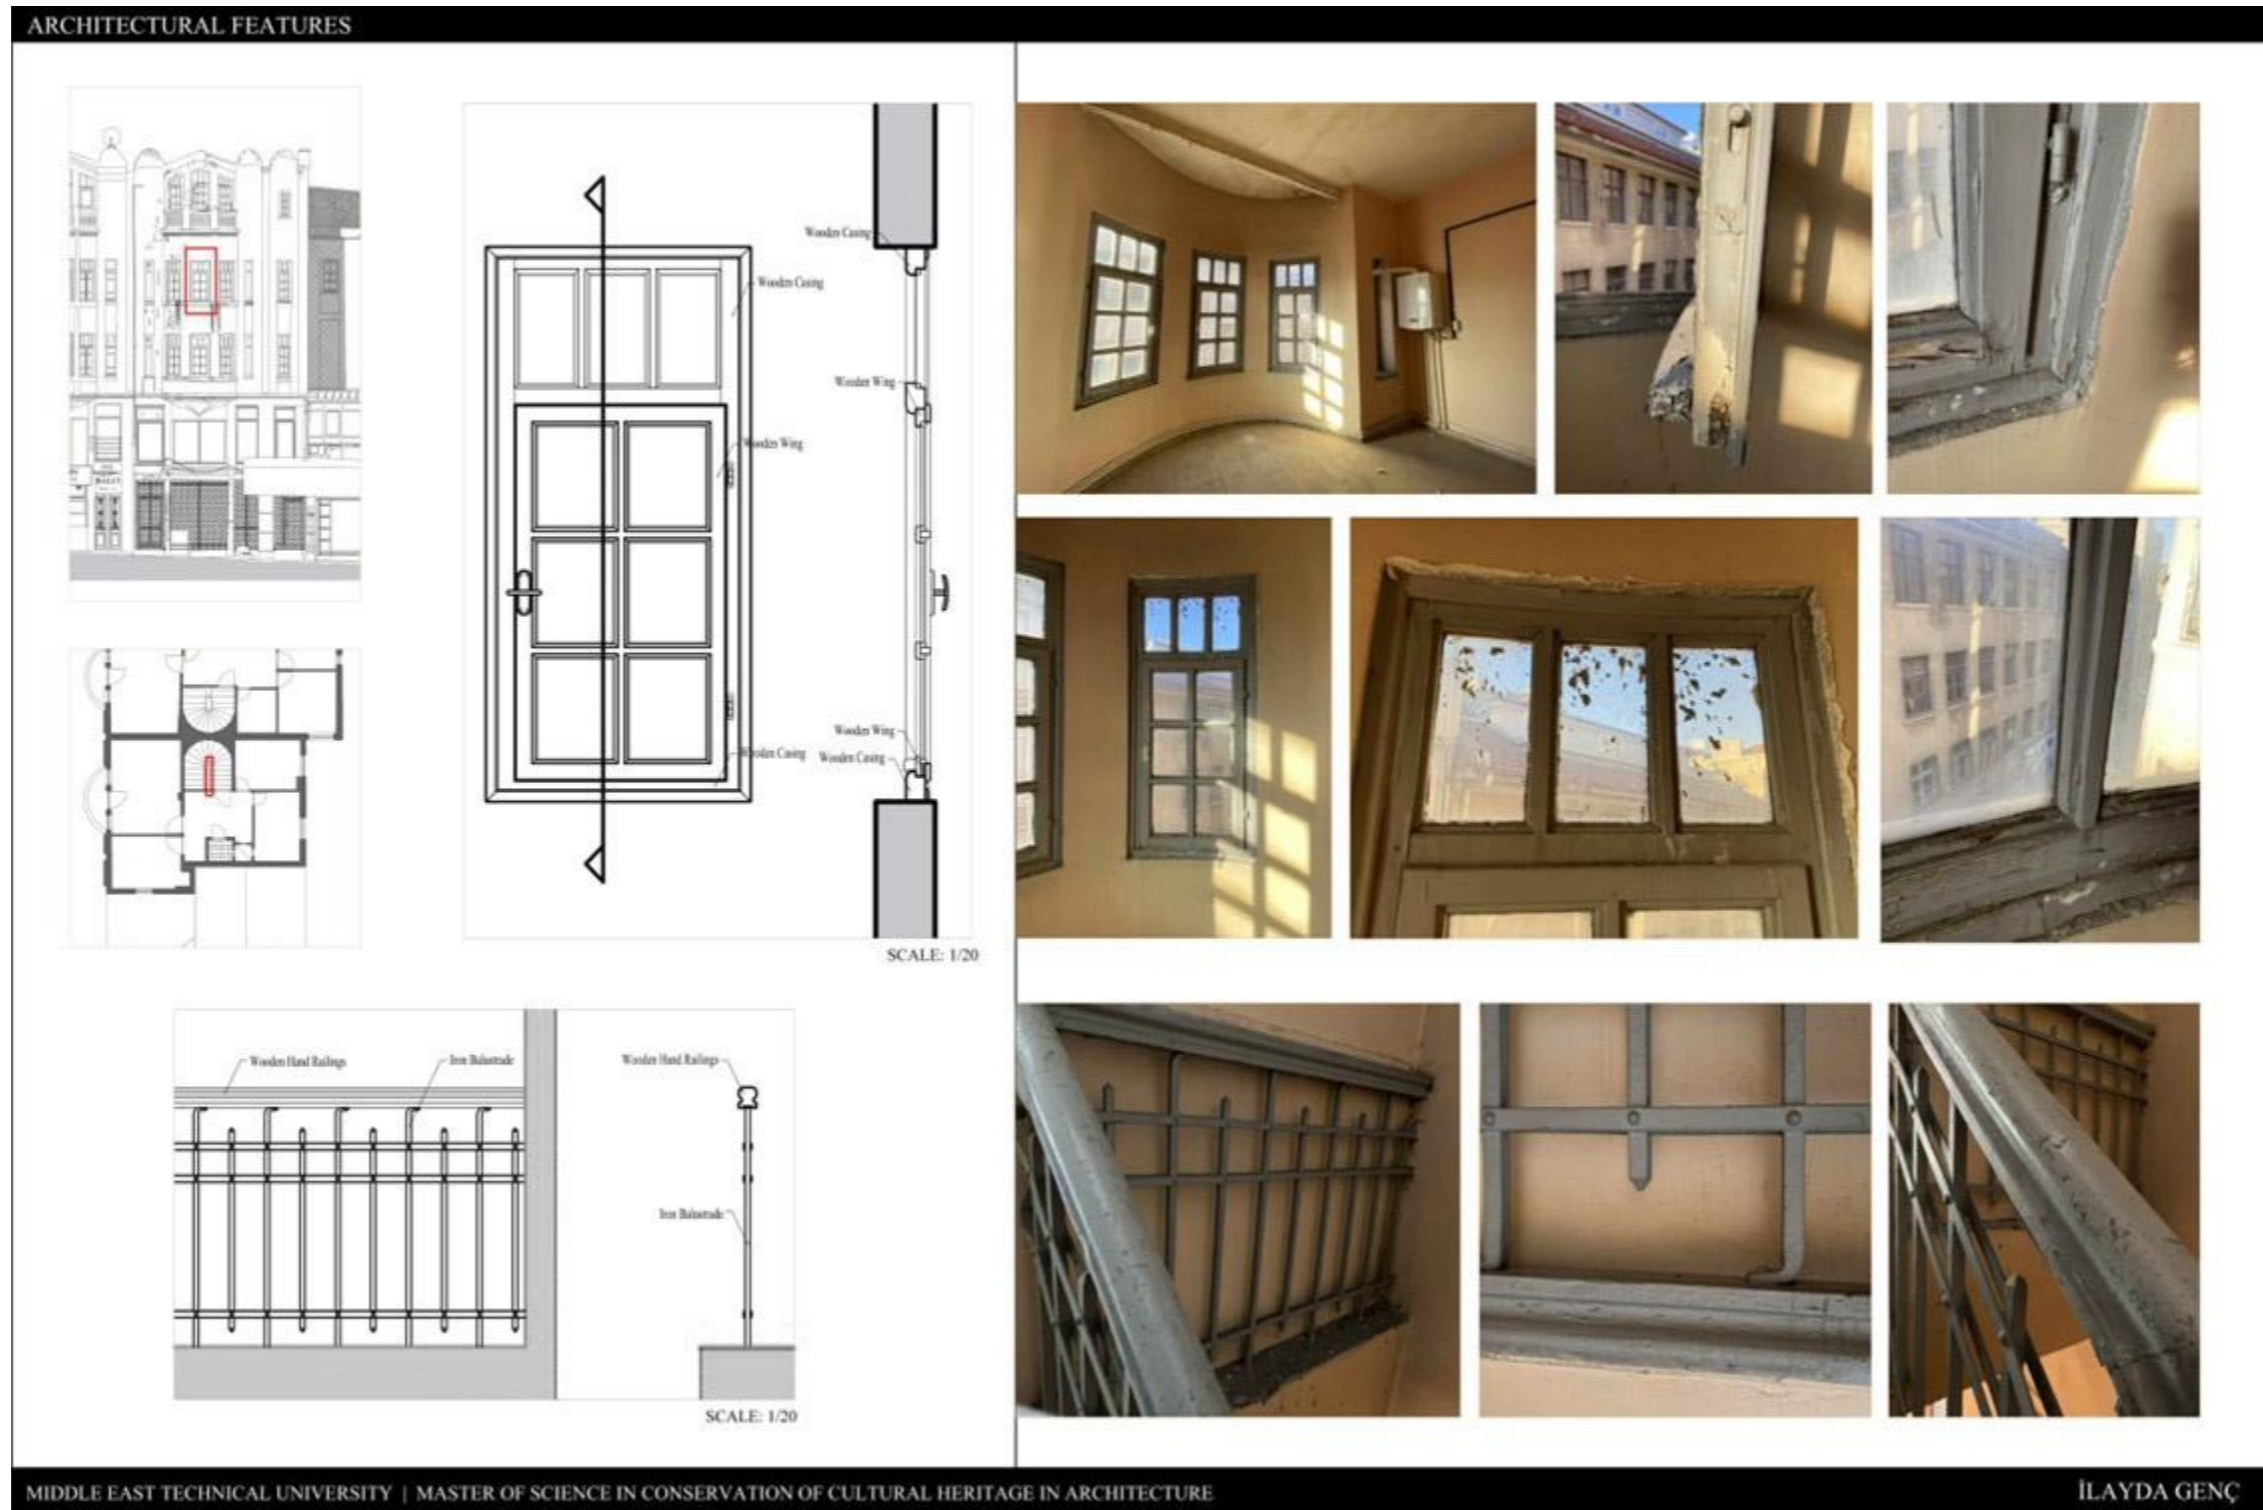 ARCHITECTURAL FEATURES
Wooden Casing
Wooden Casing
Wooden Wing
Wooden Wing
Wooden Wing
Wooden Casing
Wooden Casing
SCALE: 1/20
Wooden Hand Railings
Iron Balustrade
Wooden Hand Railings
Iron Balustrade
SCALE: 1/20
MIDDLE EAST TECHNICAL UNIVERSITY | MASTER OF SCIENCE IN CONSERVATION OF CULTURAL HERITAGE IN ARCHITECTURE
İLAYDA GENÇ